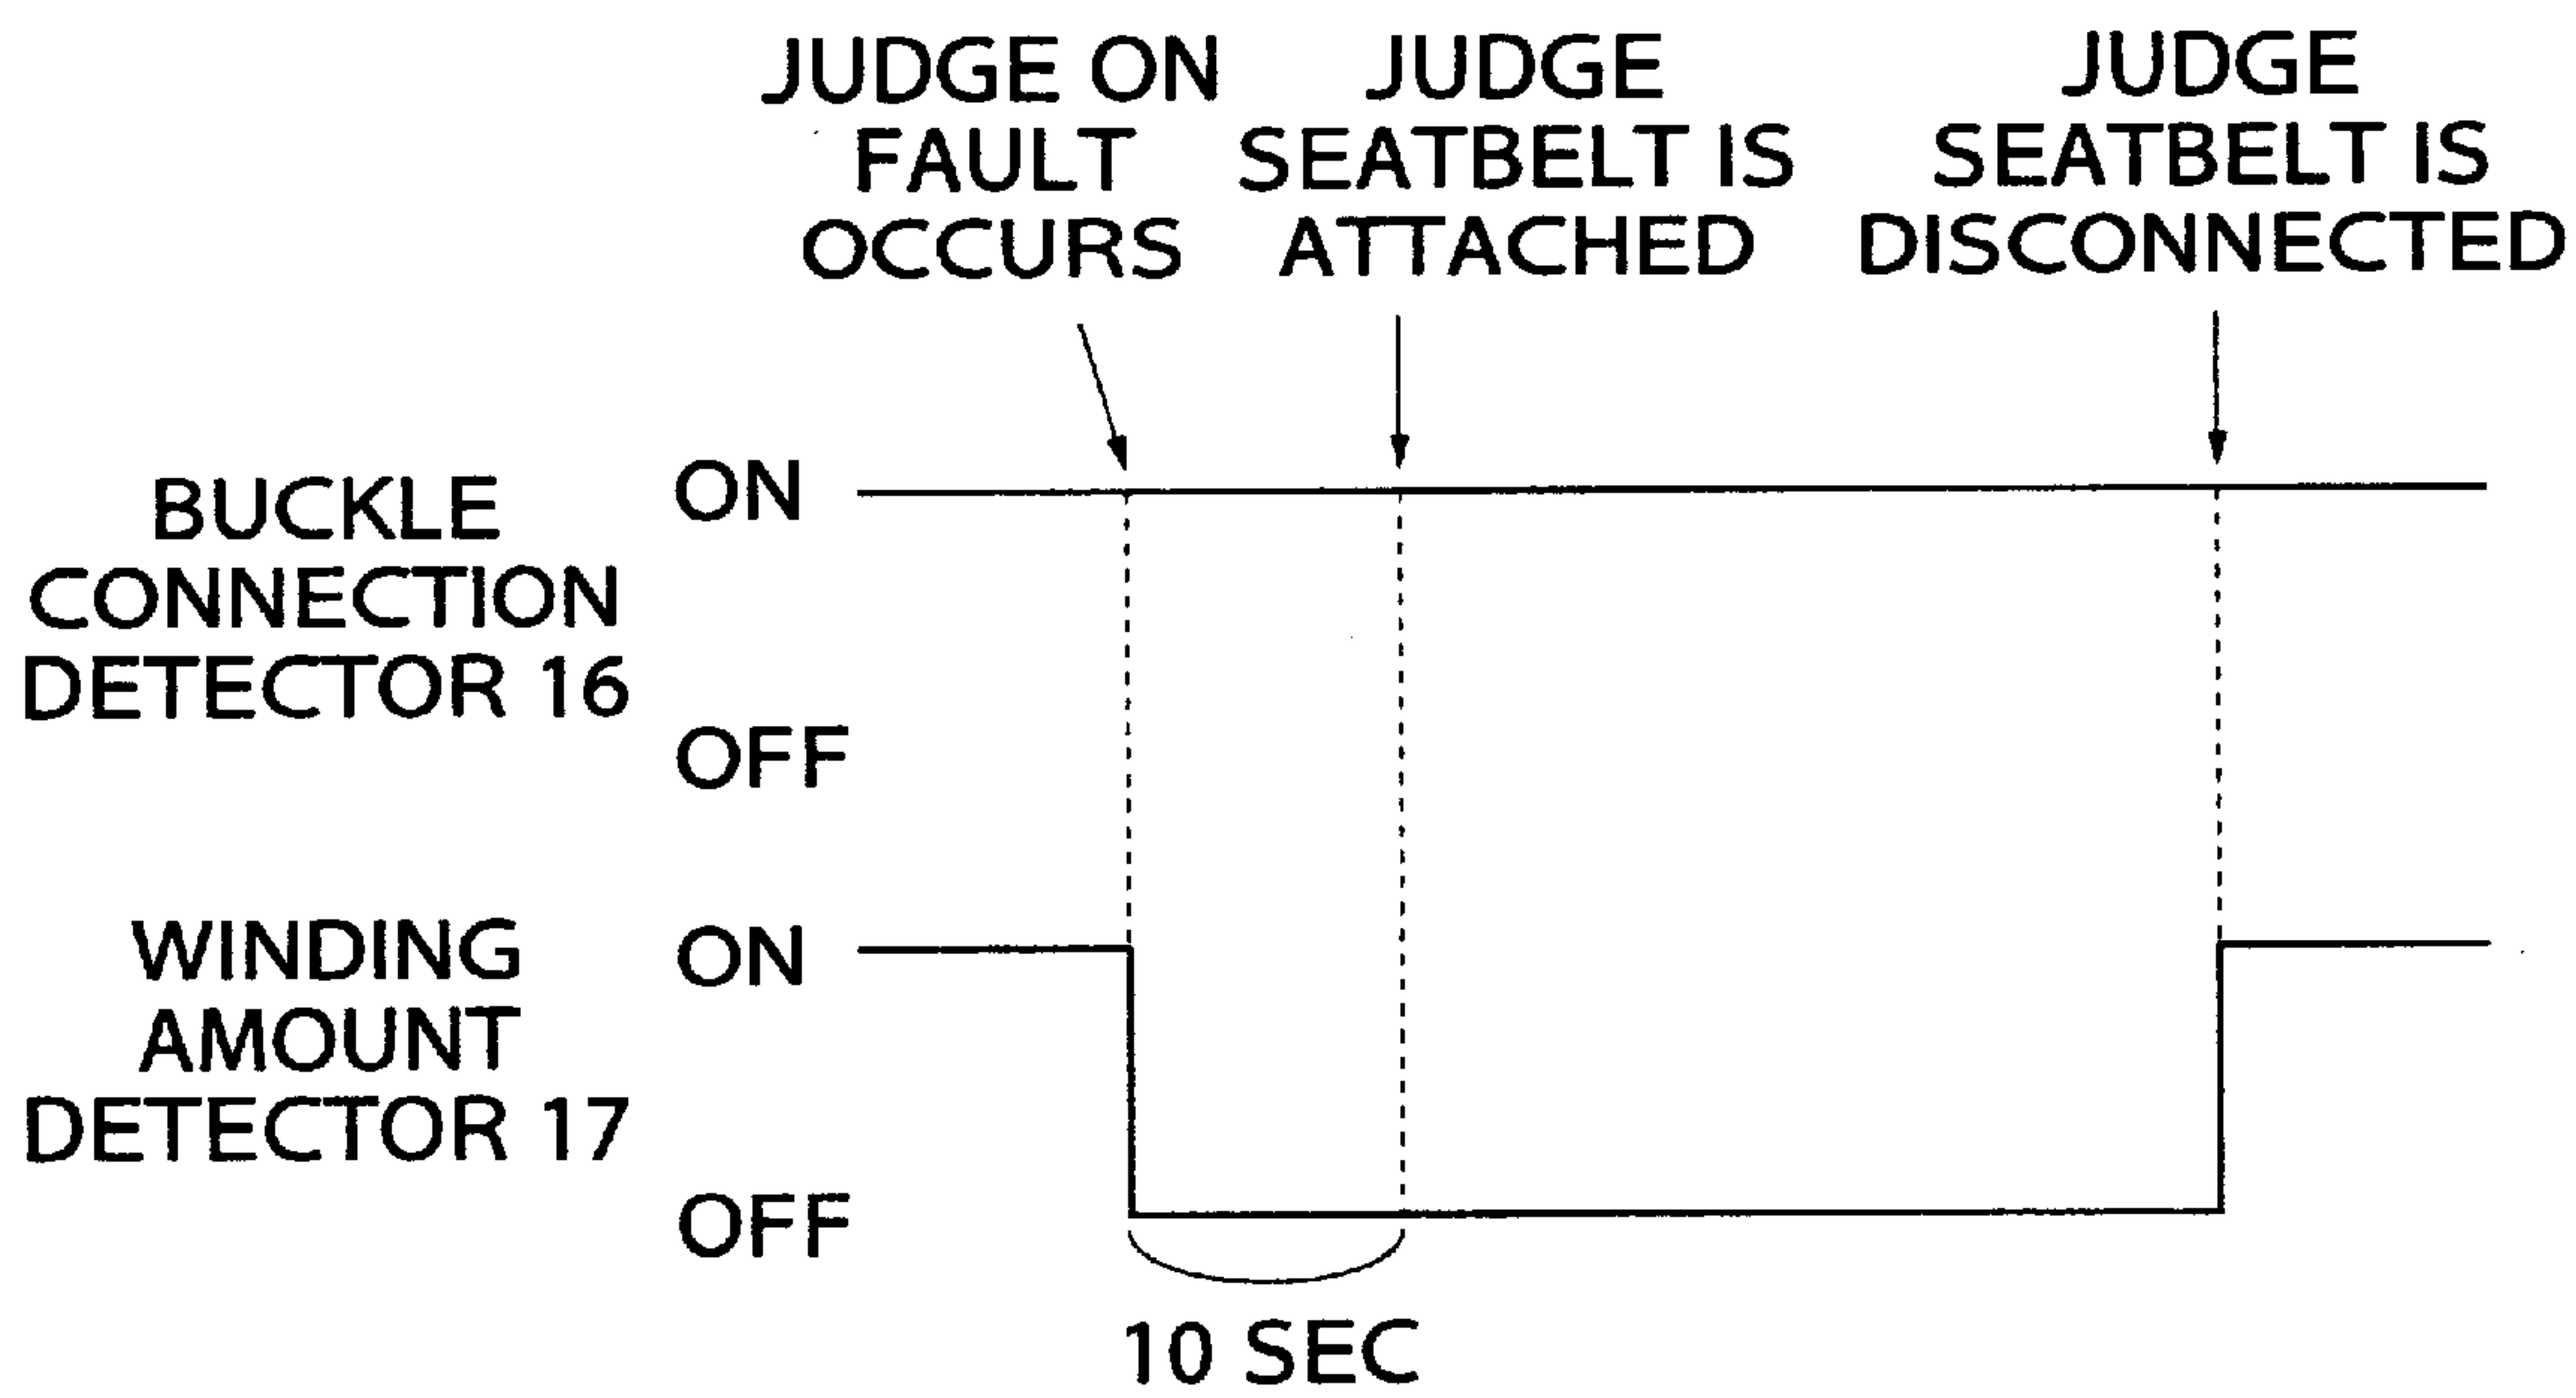 JUDGE ON
FAULT
OCCURS
JUDGE
SEATBELT IS
ATTACHED
JUDGE
SEATBELT IS
DISCONNECTED
BUCKLE
CONNECTION
DETECTOR 16
ON
OFF
WINDING
AMOUNT
DETECTOR 17
ON
OFF
10 SEC